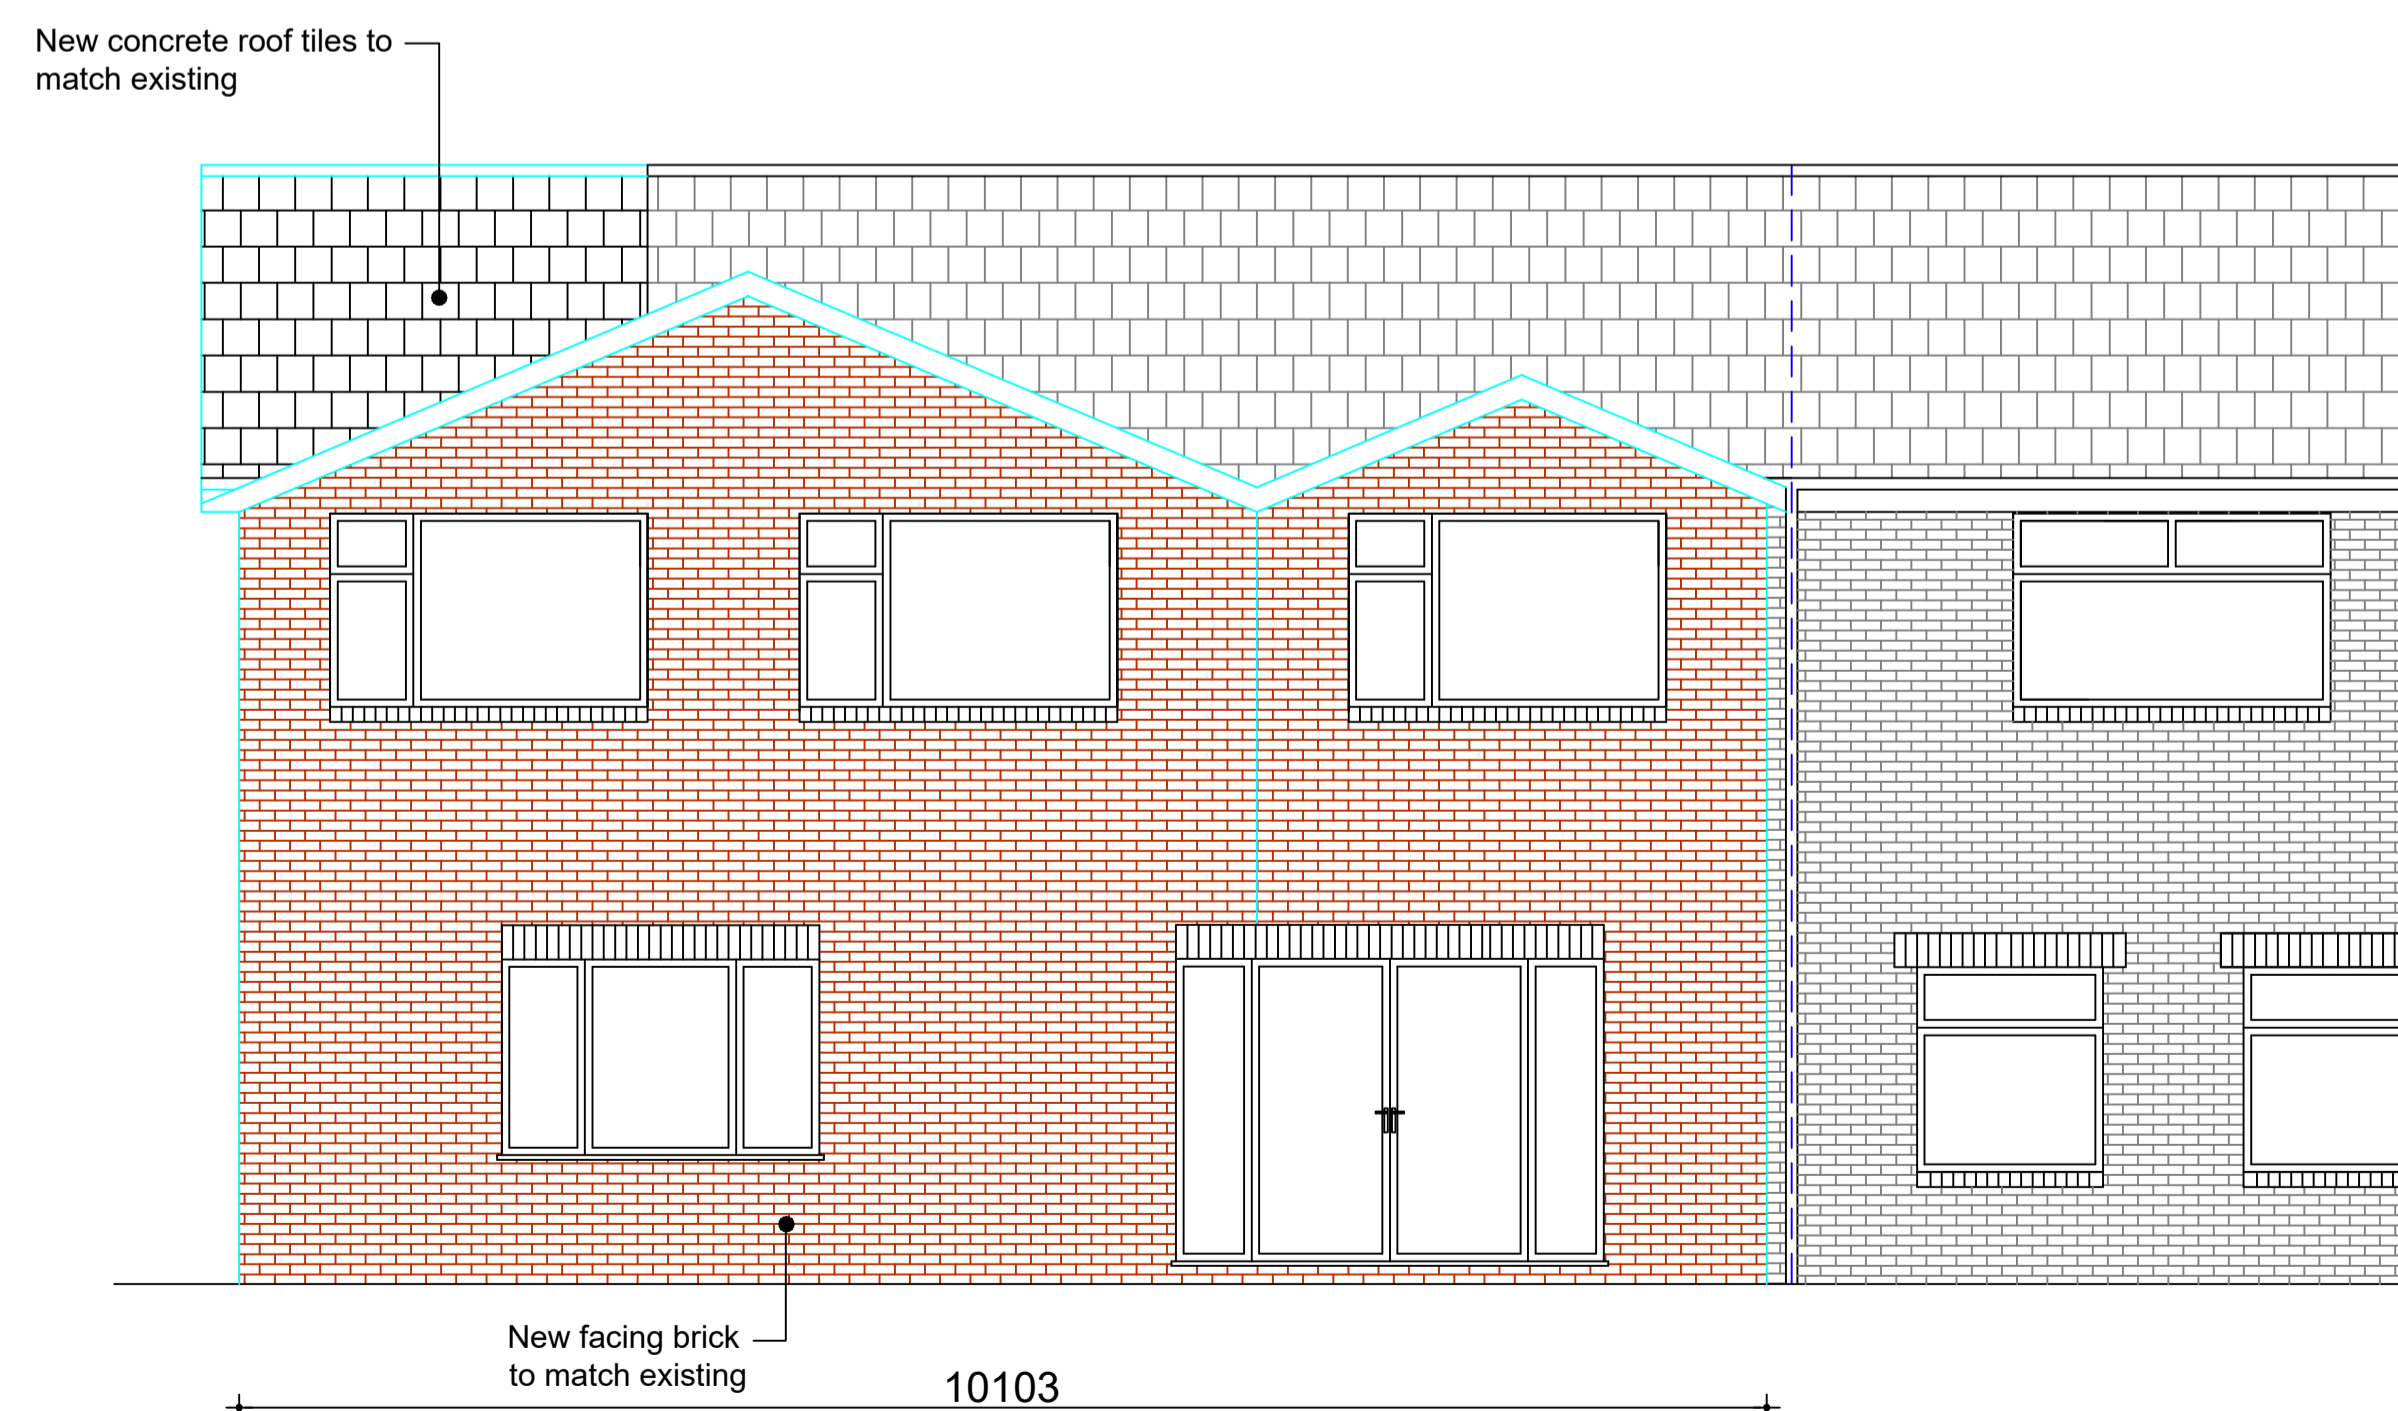 New concrete roof tiles to
match existing
New facing brick
to match existing
10103